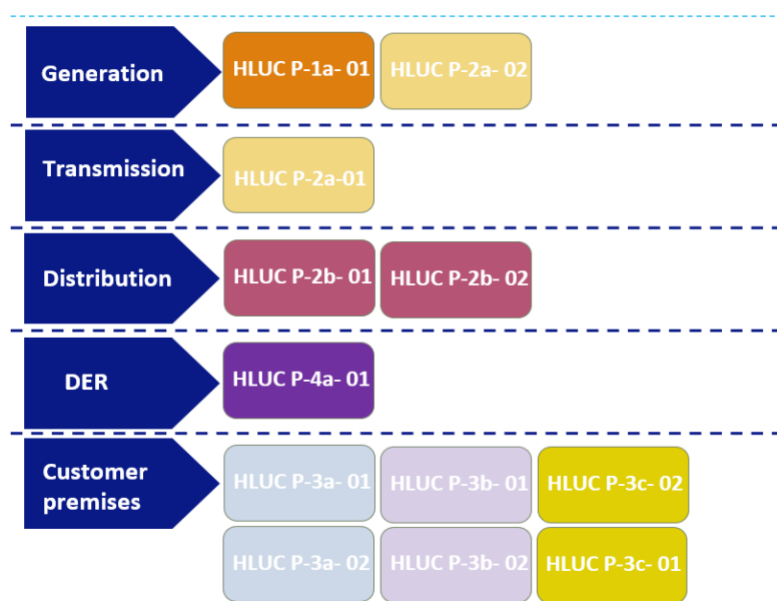 Generation
HLUC P-1a- 01
HLUC P-2a- 02
Transmission
HLUC P-2a-01
Distribution
HLUC P-2b- 01
HLUC P-2b- 02
DER
HLUC P-4a- 01
Customer
premises
HLUC P-3a- 01
HLUC P-3b- 01
HLUC P-3c- 02
HLUC P-3a- 02
HLUC P-3b- 02
HLUC P-3c- 01